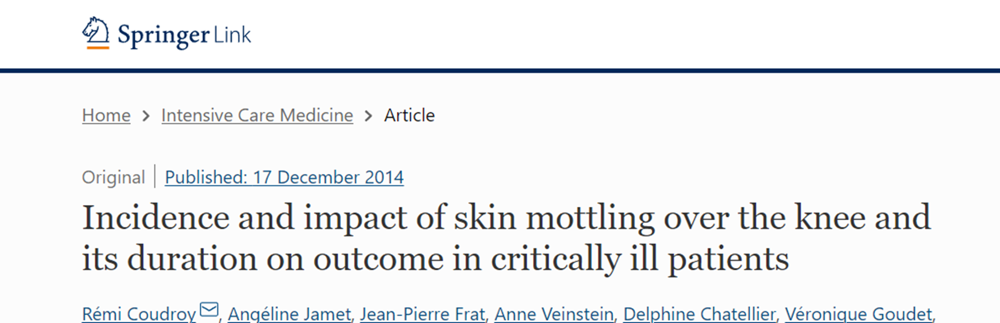 Springer Link
Home > Intensive Care Medicine > Article
Original | Published: 17 December 2014
Incidence and impact of skin mottling over the knee and
its duration on outcome in critically ill patients
Rémi Coudroy, Angéline Jamet, Jean-Pierre Frat, Anne Veinstein, Delphine Chatellier, Véronique Goudet,